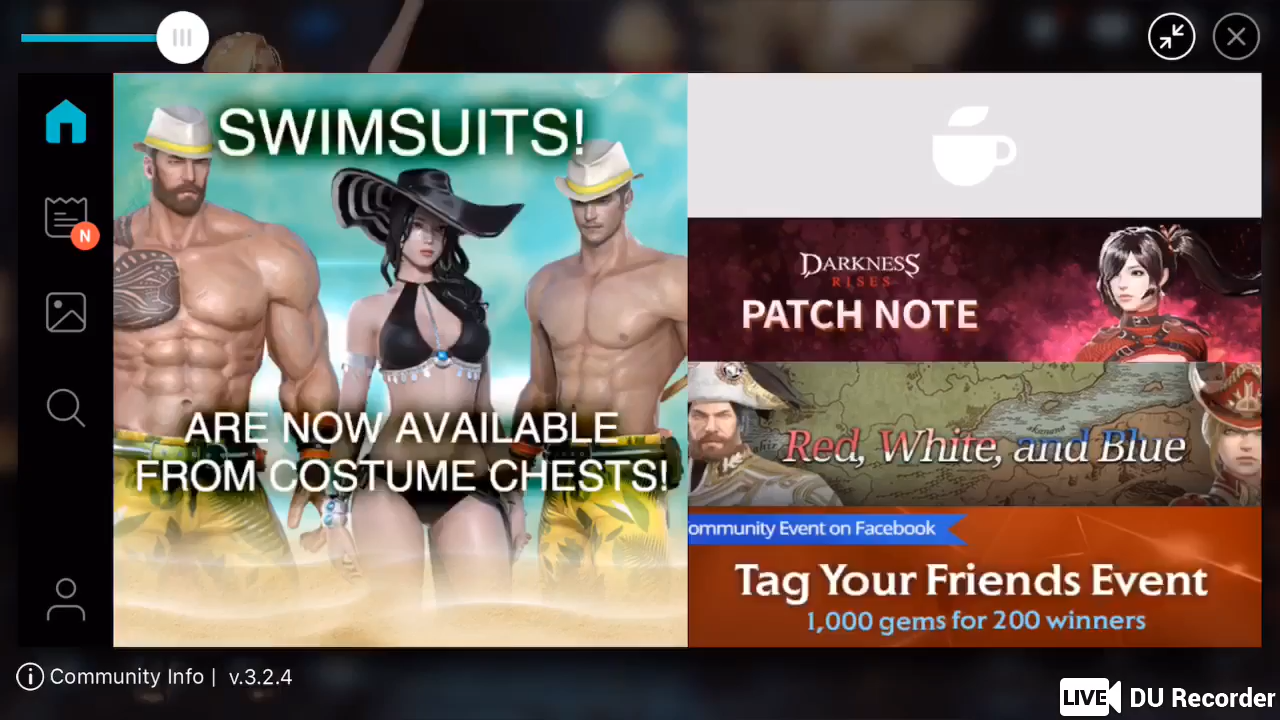 SWIMSUITS!
ARE NOW AVAILABLE
FROM COSTUME CHESTS!
N
DARKNESS
RISES
PATCH NOTE
Red, White, and Blue
ommunity Event on Facebook
Tag Your Friends Event
1,000 gems for 200 winners
Community Info | v.3.2.4
LIVE DU Recorder